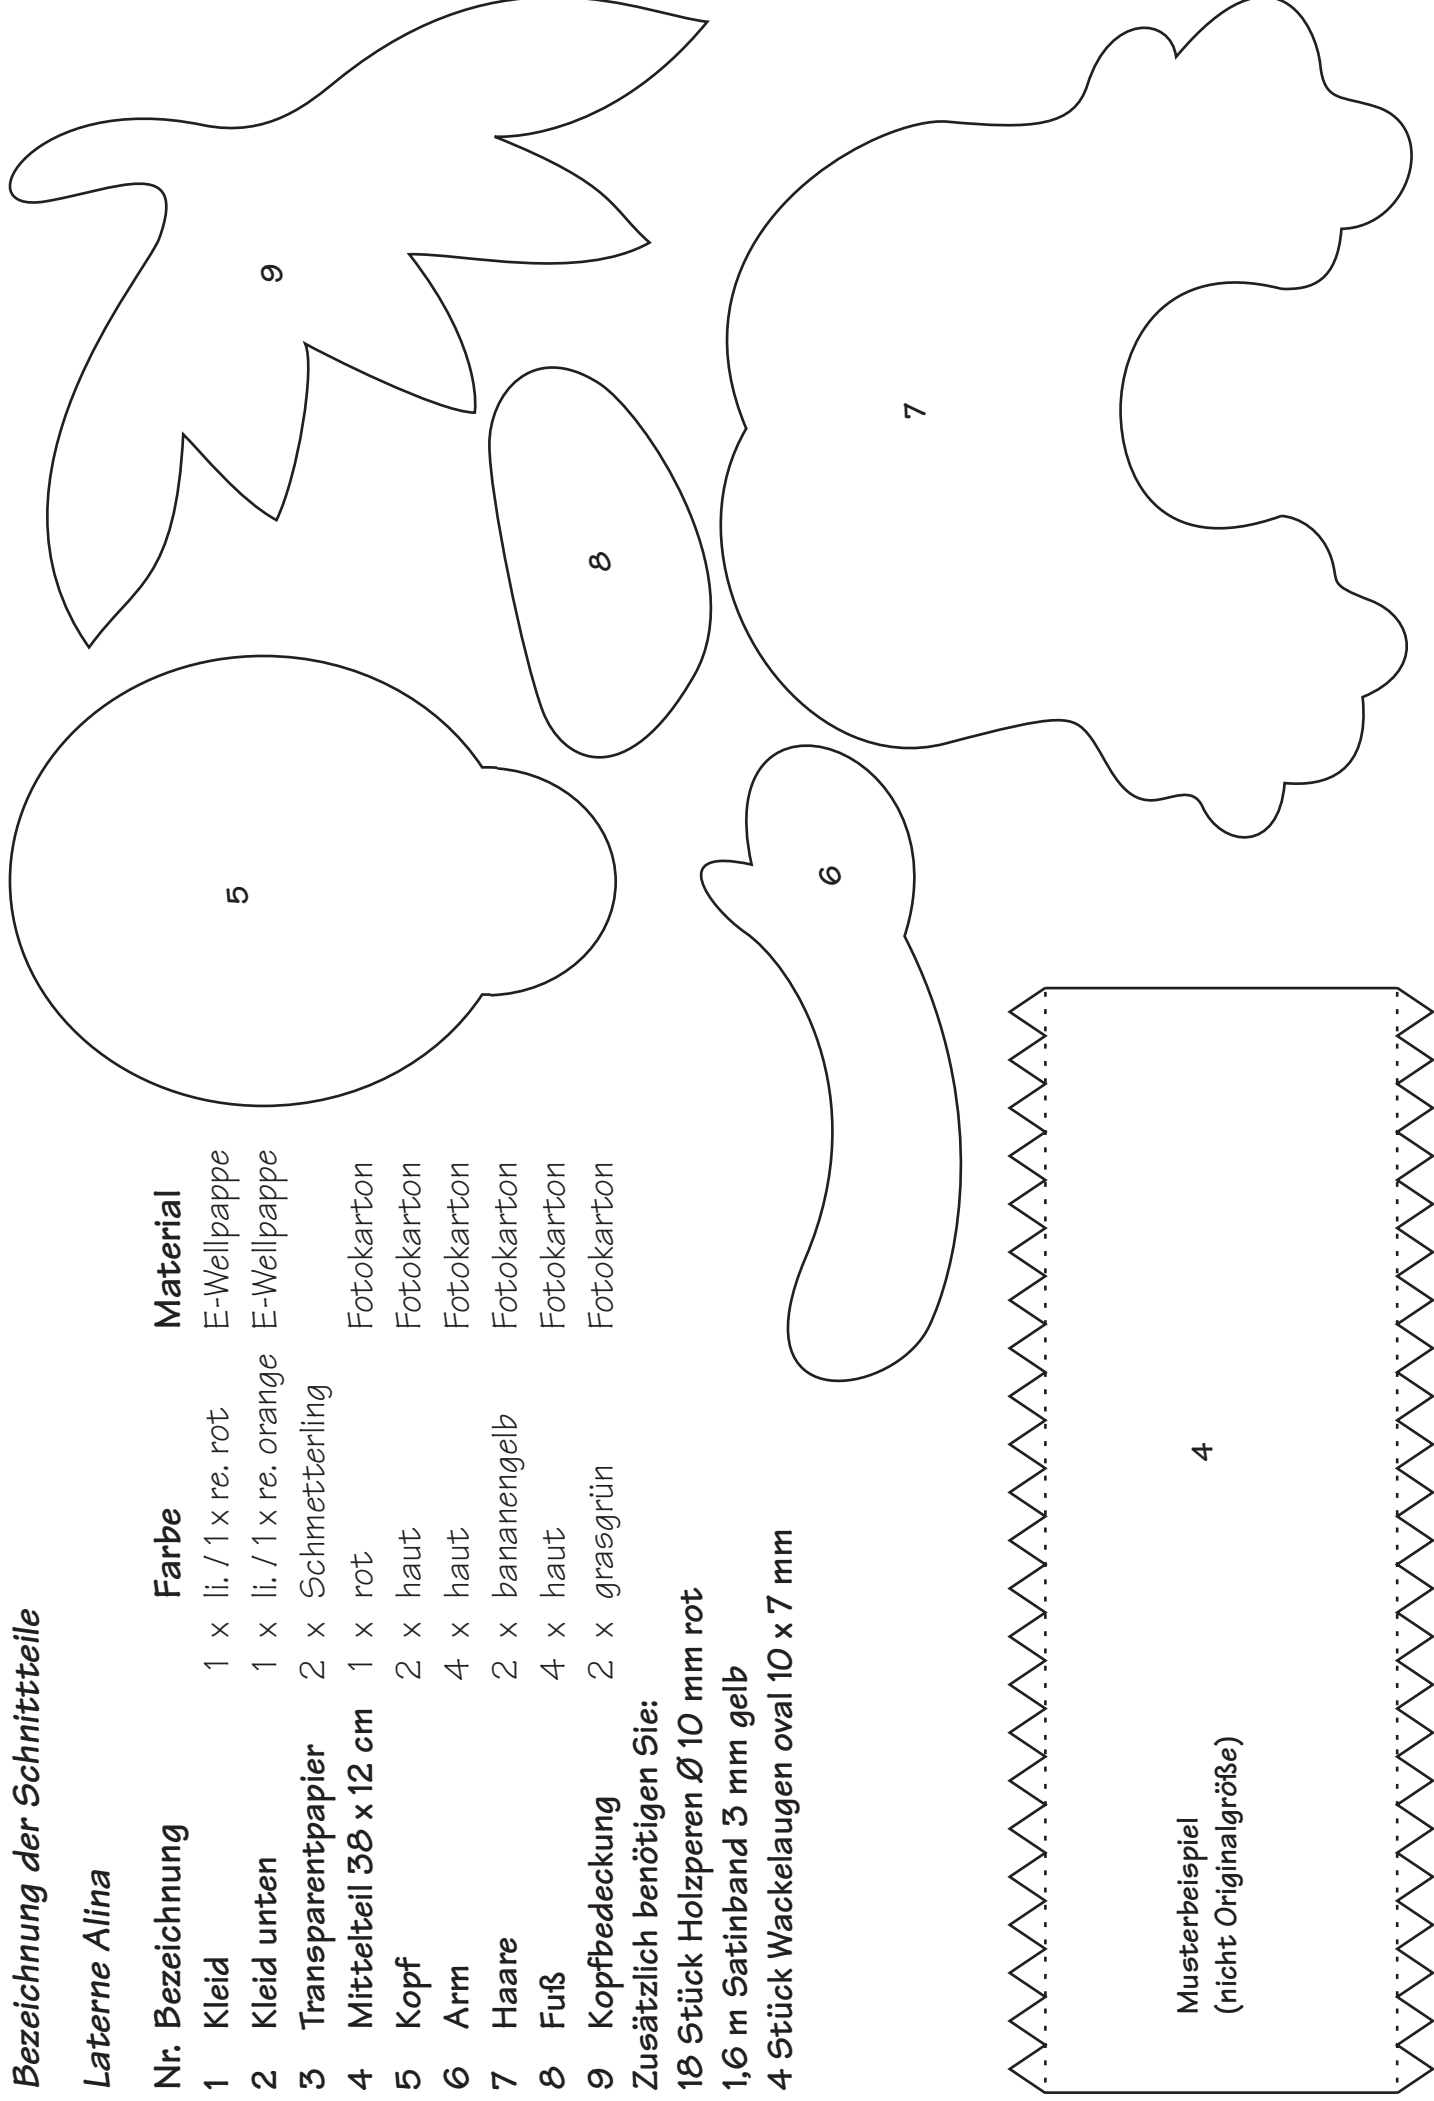 Bezeichnung der Schnittteile
Laterne Alina
Nr. Bezeichnung Farbe Material
1 Kleid 1 x li. / 1 x re. rot E-Wellpappe
2 Kleid unten 1 x li. / 1 x re. orange E-Wellpappe
3 Transparentpapier 2 x Schmetterling
4 Mittelteil 38 x 12 cm 1 x rot Fotokarton
5 Kopf 2 x haut Fotokarton
6 Arm 4 x haut Fotokarton
7 Haare 2 x bananengelb Fotokarton
8 Fuß 4 x haut Fotokarton
9 Kopfbedeckung 2 x grasgrün Fotokarton
Zusätzlich benötigen Sie:
18 Stück Holzperen Ø 10 mm rot
1,6 m Satinband 3 mm gelb
4 Stück Wackelaugen oval 10 x 7 mm
Musterbeispiel
(nicht Originalgröße)
4
5
6
7
8
9